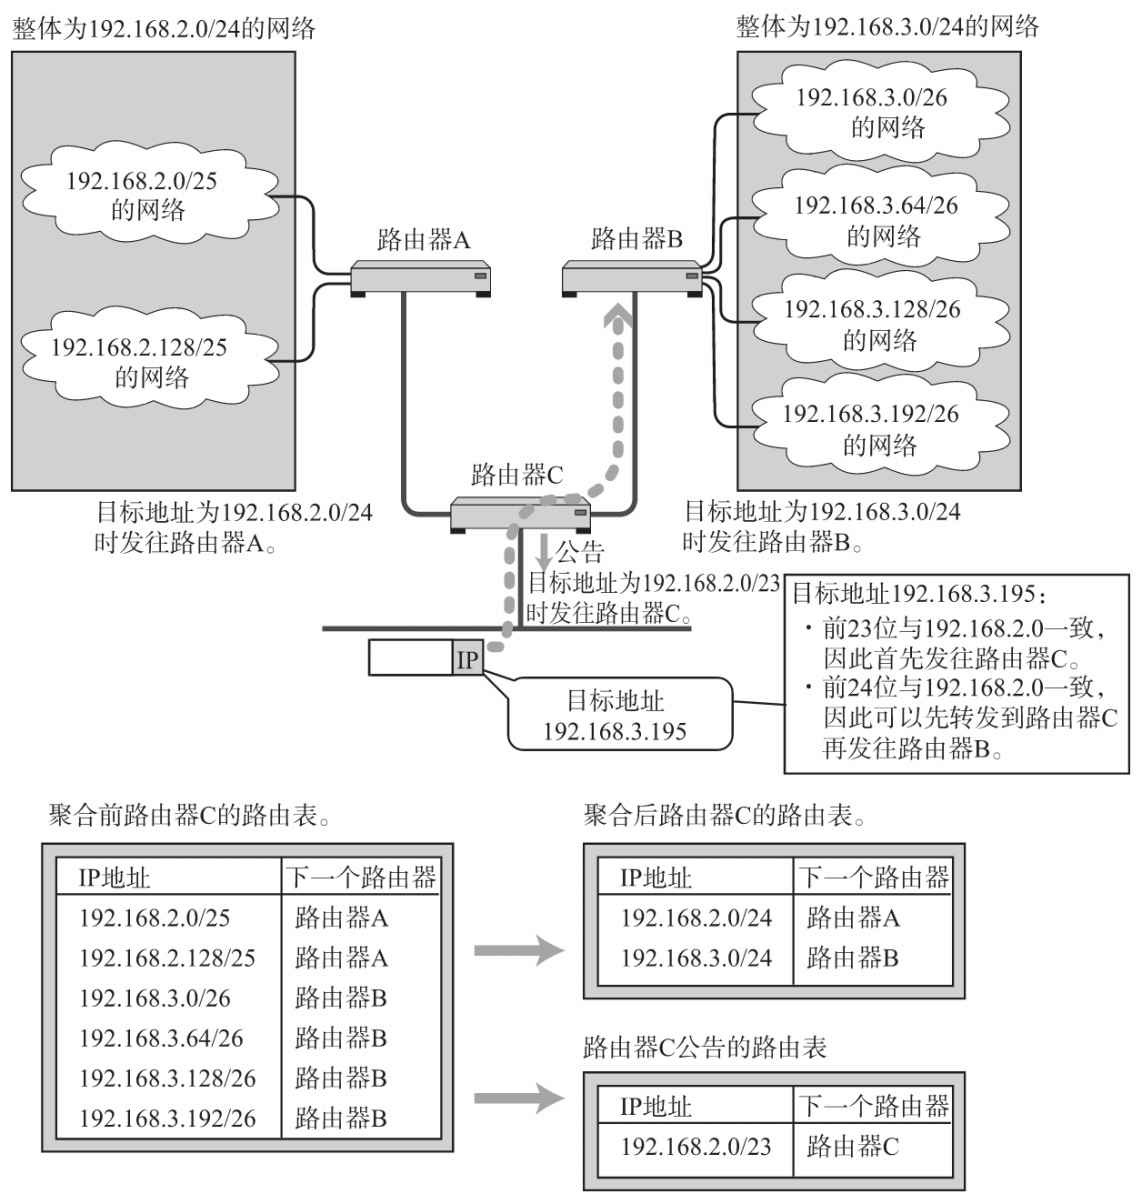 整体为192.168.2.0/24的网络
整体为192.168.3.0/24的网络
192.168.2.0/25
的网络
192.168.2.128/25
的网络
路由器A
路由器B
192.168.3.0/26
的网络
192.168.3.64/26
的网络
192.168.3.128/26
的网络
192.168.3.192/26
的网络
路由器C
目标地址为192.168.2.0/24
时发往路由器A。
目标地址为192.168.3.0/24
时发往路由器B。
公告
目标地址为192.168.2.0/23
时发往路由器C。
IP
目标地址
192.168.3.195
目标地址192.168.3.195：
·前23位与192.168.2.0一致，
因此首先发往路由器C。
·前24位与192.168.2.0一致，
因此可以先转发到路由器C
再发往路由器B。
聚合前路由器C的路由表。
IP地址 下一个路由器
192.168.2.0/25 路由器A
192.168.2.128/25 路由器A
192.168.3.0/26 路由器B
192.168.3.64/26 路由器B
192.168.3.128/26 路由器B
192.168.3.192/26 路由器B
聚合后路由器C的路由表。
IP地址 下一个路由器
192.168.2.0/24 路由器A
192.168.3.0/24 路由器B
路由器C公告的路由表
IP地址 下一个路由器
192.168.2.0/23 路由器C